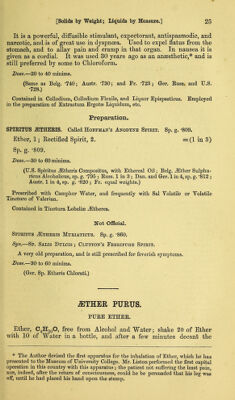 [Solids by Weight; Liquids by Measure.] 25
It is a powerful, diffusible stimulant, expectorant, antispasmodic, and
narcotic, and is of great use in dyspnœa. Used to expel flatus from the
stomach, and to allay pain and cramp in that organ. In nausea it is
given as a cordial. It was used 30 years ago as an anæsthetic,* and is
still preferred by some to Chloroform.
Dose.—20 to 40 minims.
(Same as Belg. ·740; Austr. ·730; and Fr. ·723; Ger. Russ. and U.S.
·728.)
Contained in Collodium, Collodium Flexile, and Liquor Epispasticus. Employed
in the preparation of Extractum Ergotæ Liquidum, etc.
Preparation.
SPIRITUS ÆTHERIS. Called HOFFMAN'S ANODYNE SPIRIT. Sp. g. ·809.
Ether, 1; Rectified Spirit, 2. =(1 in 3)
Sp. g. ·809.
Dose.—30 to 60 minims.
(U.S. Spiritus Ætheris Compositus, with Ethereal Oil; Belg. Æther Sulphu-
ricus Alcoholicus, sp. g. ·790; Russ. 1 in 3; Dan. and Ger. 1 in 4, sp. g. ·812;
Austr. 1 in 4, sp. g. ·820; Fr. equal weights.)
Prescribed with Camphor Water, and frequently with Sal Volatile or Volatile
Tincture of Valerian.
Contained in Tinctura Lobeliæ Ætherea.
Not Official.
SPIRITUS ÆTHERIS MURIATICUS. Sp. g. ·860.
Syn.—SP. SALIS DULCIS; CLUTTON'S FEBRIFUGE SPIRIT.
A very old preparation, and is still prescribed for feverish symptoms.
Dose.—30 to 60 minims.
(Ger. Sp. Etheris Chlorati.)
ÆTHER PURUS.
PURE ETHER.
Ether, C₄H₁₀O, free from Alcohol and Water; shake 20 of Ether
with 10 of Water in a bottle, and after a few minutes decant the
* The Author devised the first apparatus for the inhalation of Ether, which he has
presented to the Museum of University College. Mr. Liston performed the first capital
operation in this country with this apparatus; the patient not suffering the least pain,
nor, indeed, after the return of consciousness, could he be persuaded that his leg was
off, until he had placed his hand upon the stump.